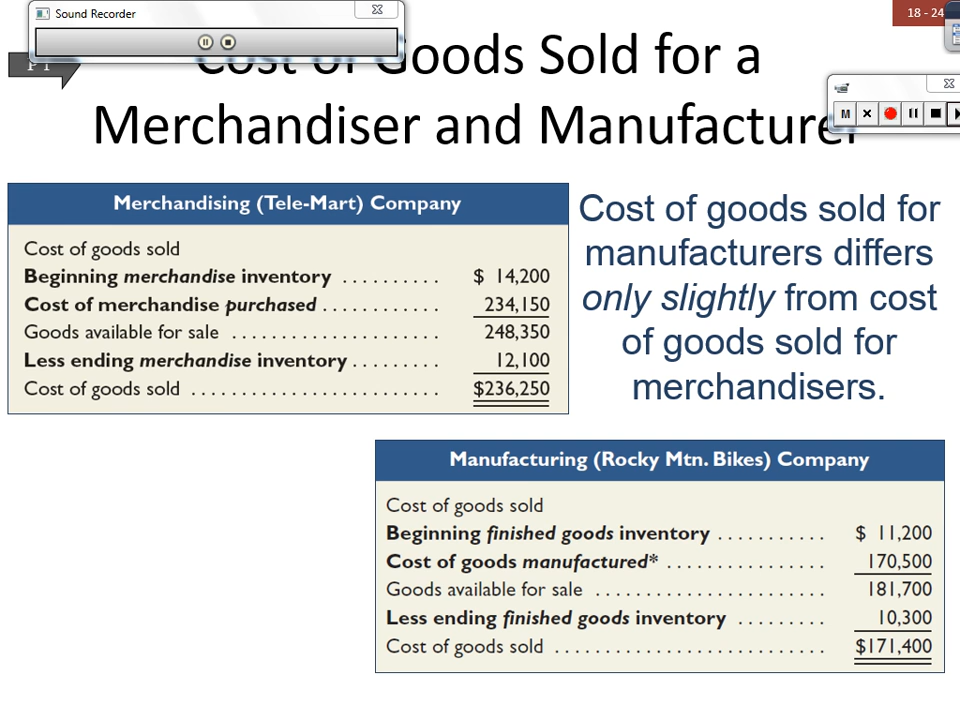 Sound Recorder
18 - 24
Cost of Goods Sold for a
Merchandiser and Manufacturer
M
Merchandising (Tele-Mart) Company
Cost of goods sold
Beginning merchandise inventory . . . . . . . . . . $ 14,200
Cost of merchandise purchased . . . . . . . . . . . . 234,150
Goods available for sale . . . . . . . . . . . . . . . . . . . . . 248,350
Less ending merchandise inventory . . . . . . . . . 12,100
Cost of goods sold . . . . . . . . . . . . . . . . . . . . . . . . . $236,250
Cost of goods sold for
manufacturers differs
only slightly from cost
of goods sold for
merchandisers.
Manufacturing (Rocky Mtn. Bikes) Company
Cost of goods sold
Beginning finished goods inventory . . . . . . . . . . . $ 11,200
Cost of goods manufactured* . . . . . . . . . . . . . . . . 170,500
Goods available for sale . . . . . . . . . . . . . . . . . . . . . . . 181,700
Less ending finished goods inventory . . . . . . . . . 10,300
Cost of goods sold . . . . . . . . . . . . . . . . . . . . . . . . . . . $171,400